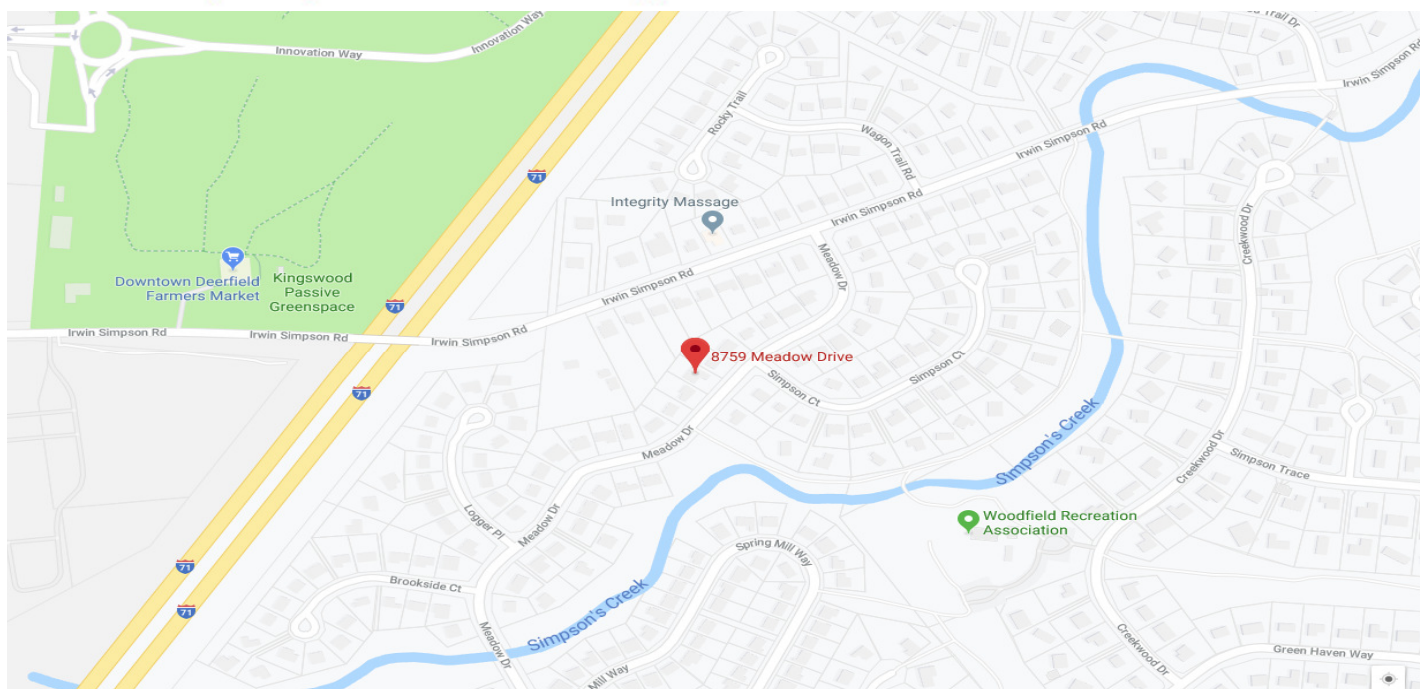 Trail Dr
Innovation Way
Innovation Way
Irwin Simpson Rd
Rocky Trail
Wagon Trail Rd
Irwin Simpson Rd
71
Integrity Massage
Irwin Simpson Rd
Creekwood Dr
Meadow Dr
Downtown Deerfield
Farmers Market
Kingswood
Passive
Greenspace
Irwin Simpson Rd
71
Irwin Simpson Rd
Irwin Simpson Rd
Irwin Simpson Rd
8759 Meadow Drive
Simpson Ct
Simpson Ct
71
Simpson's Creek
Meadow Dr
Creekwood Dr
Simpson Trace
Logger Pl
Meadow Dr
Woodfield Recreation
Association
Spring Mill Way
71
Brookside Ct
71
Simpson's Creek
Meadow Dr
Creekwood Dr
Green Haven Way
Mill Way